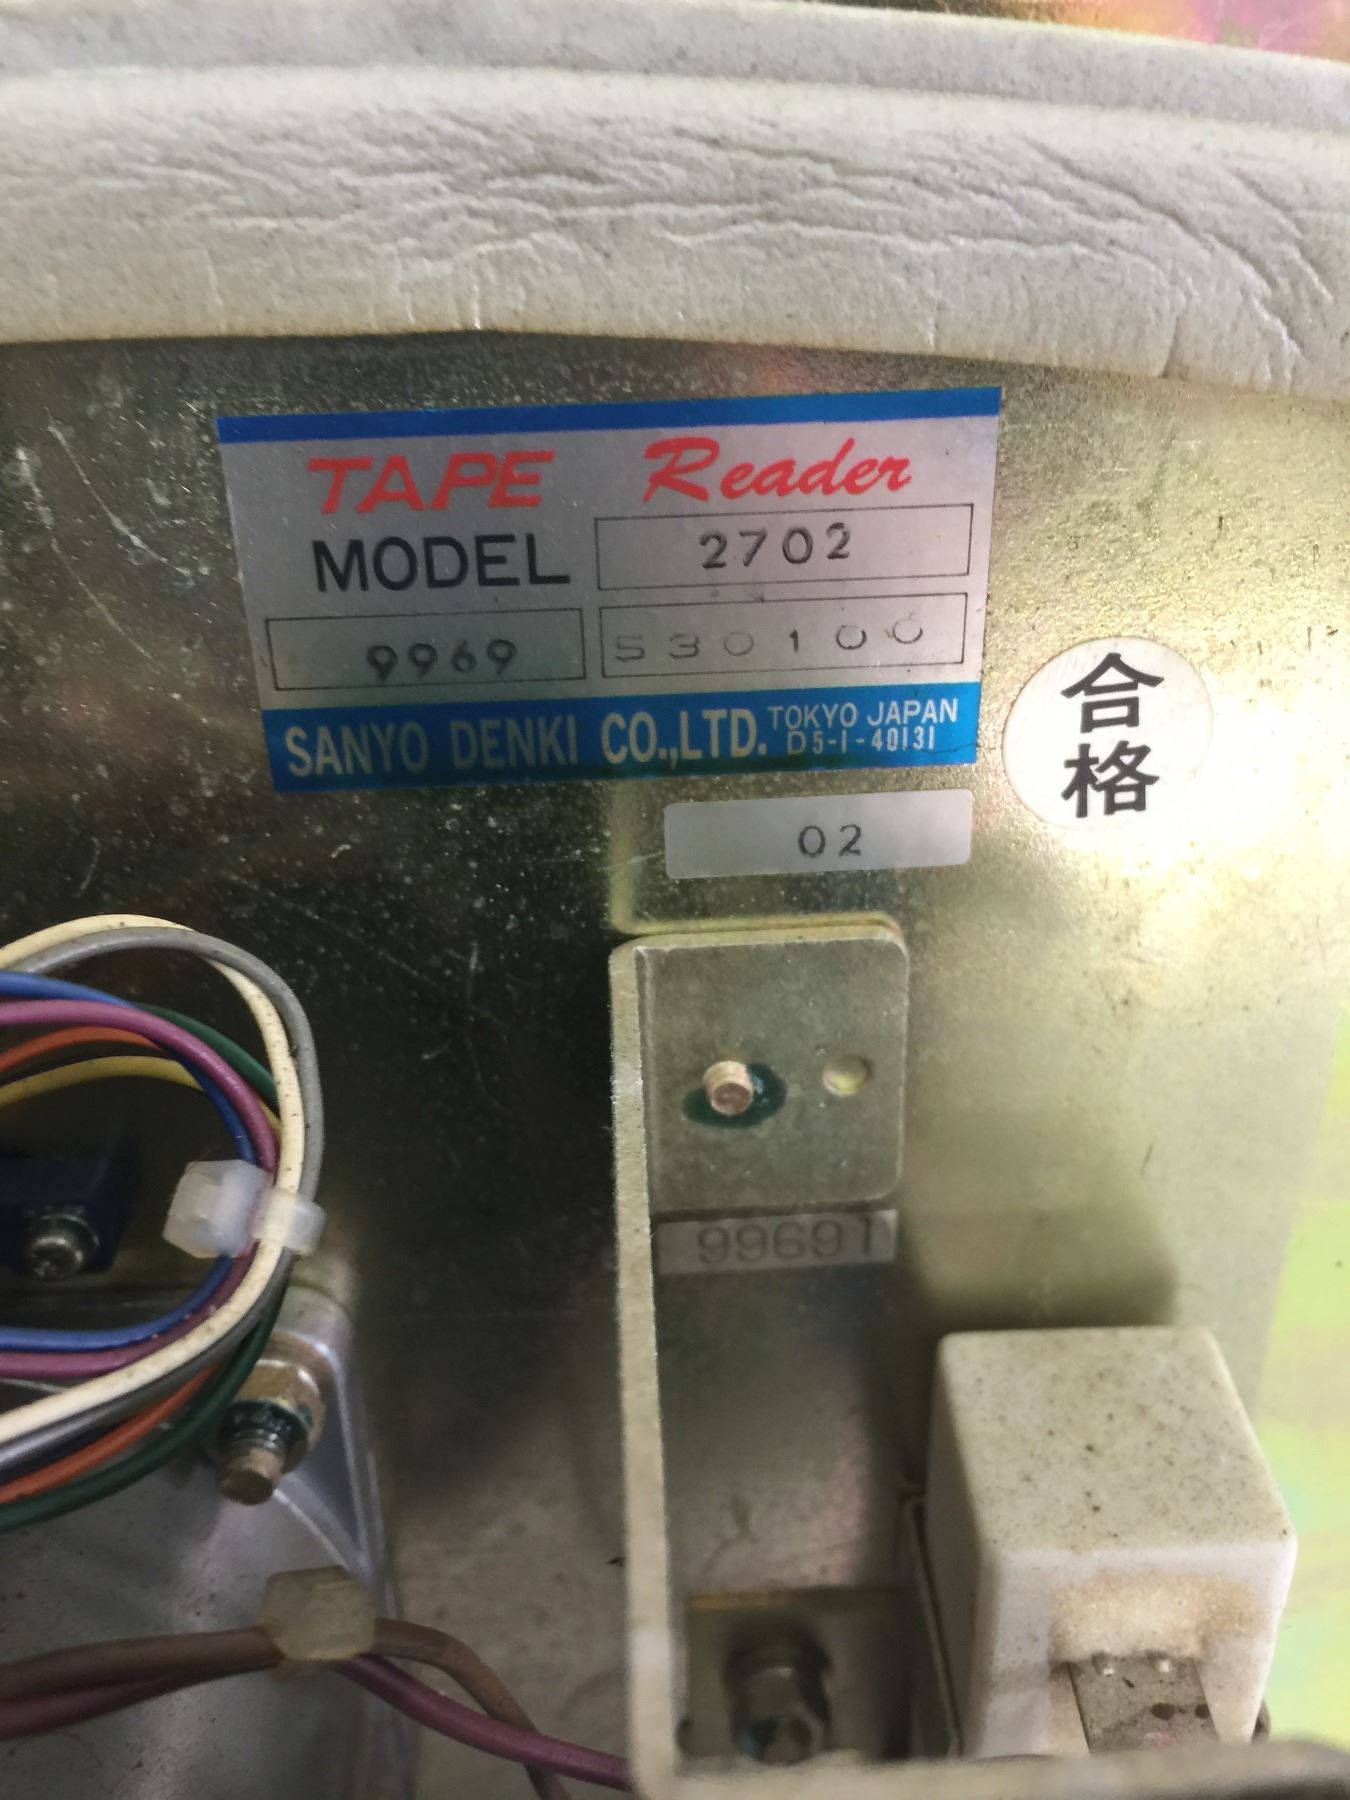 TAPE Reader
MODEL 2702
9969 530100
SANYO DENKI CO.,LTD. TOKYO JAPAN
D5-1-40131
合格
02
99691